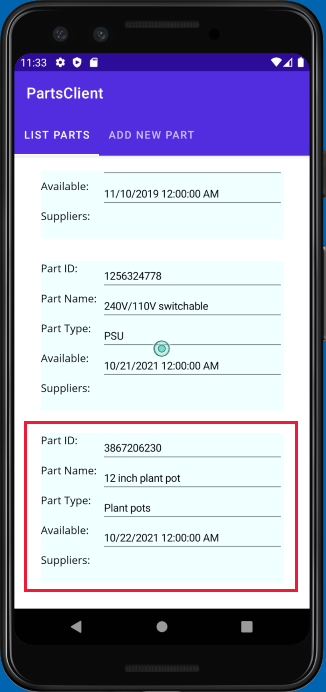 11:33
PartsClient
LIST PARTS ADD NEW PART
Available: 11/10/2019 12:00:00 AM
Suppliers:
Part ID: 1256324778
Part Name: 240V/110V switchable
Part Type: PSU
Available: 10/21/2021 12:00:00 AM
Suppliers:
Part ID: 3867206230
Part Name: 12 inch plant pot
Part Type: Plant pots
Available: 10/22/2021 12:00:00 AM
Suppliers: